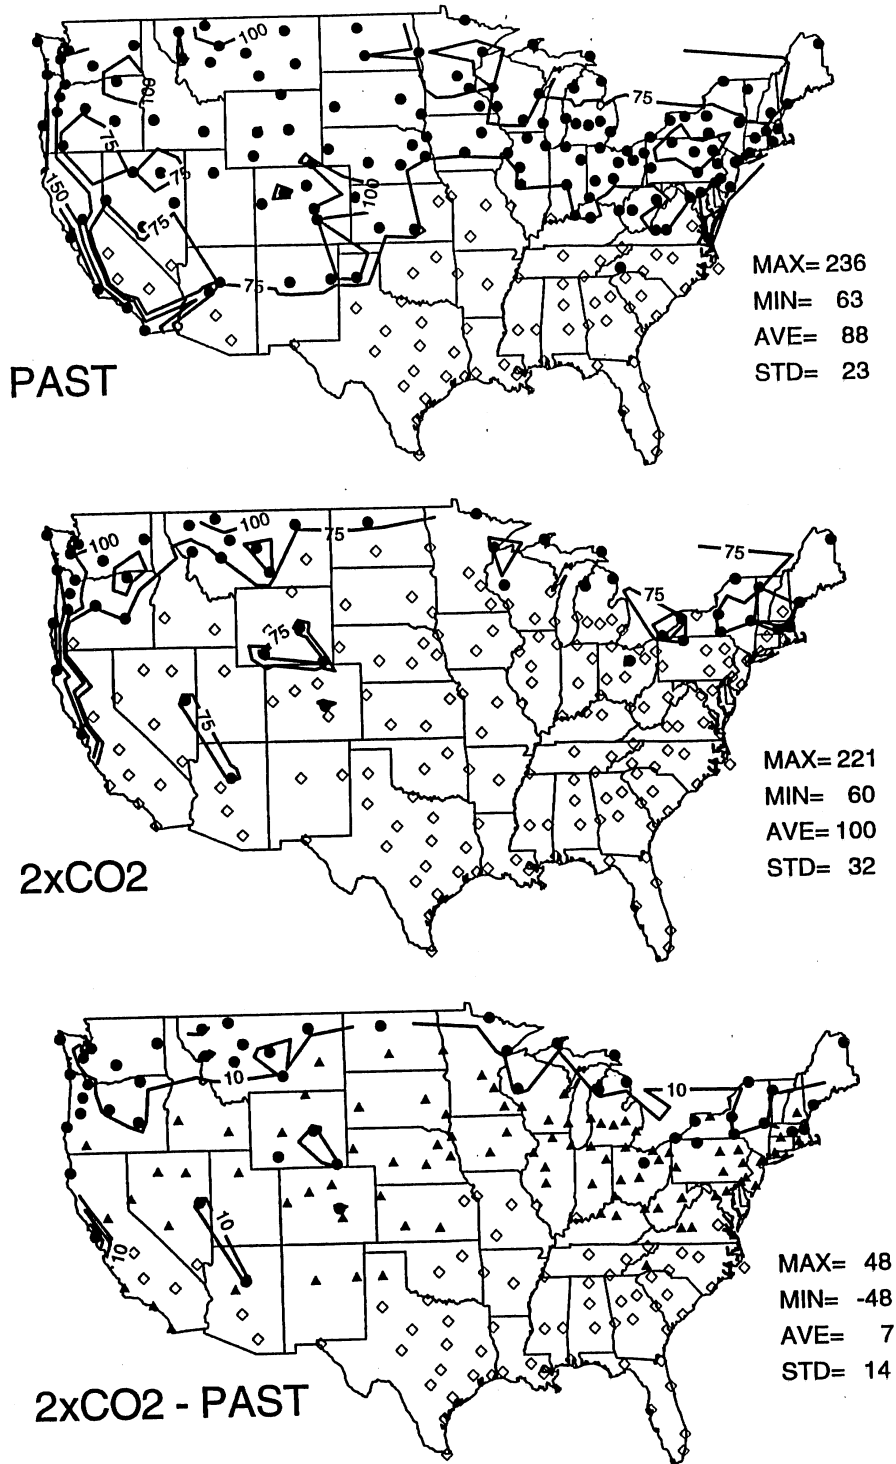 100
100
75
75
75
150
100
75
75
MAX= 236
MIN= 63
AVE= 88
STD= 23
PAST
100
100
75
75
75
75
75
MAX= 221
MIN= 60
AVE= 100
STD= 32
2xCO2
10
10
10
10
MAX= 48
MIN= -48
AVE= 7
STD= 14
2xCO2 - PAST